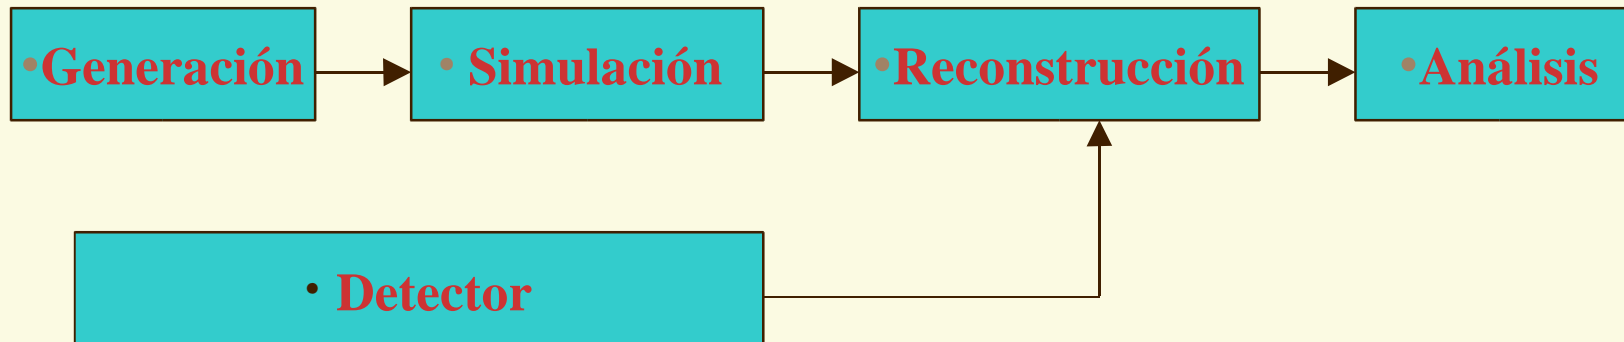 •Generación • Simulación •Reconstrucción •Análisis
• Detector